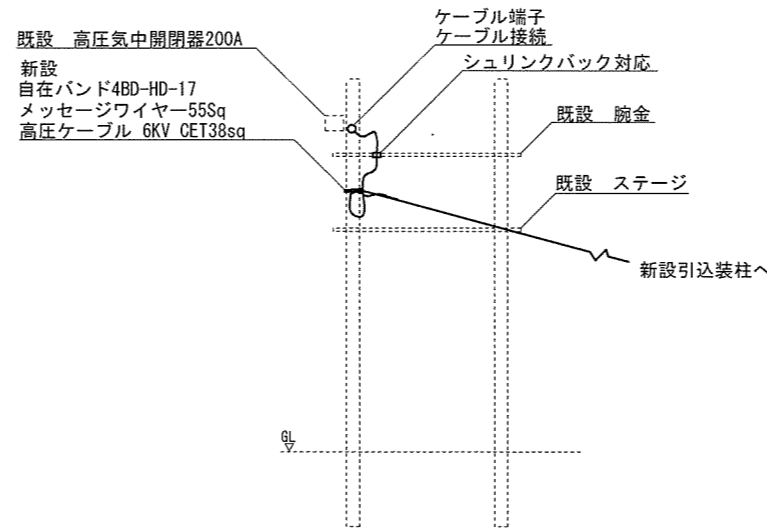 ケーブル端子
ケーブル接続
既設 高圧気中開閉器200A
シュリンクバック対応
新設
自在バンド4BD-HD-17
メッセージワイヤー55Sq
高圧ケーブル 6KV CET38sq
既設 腕金
既設 ステージ
新設引込装柱へ
GL